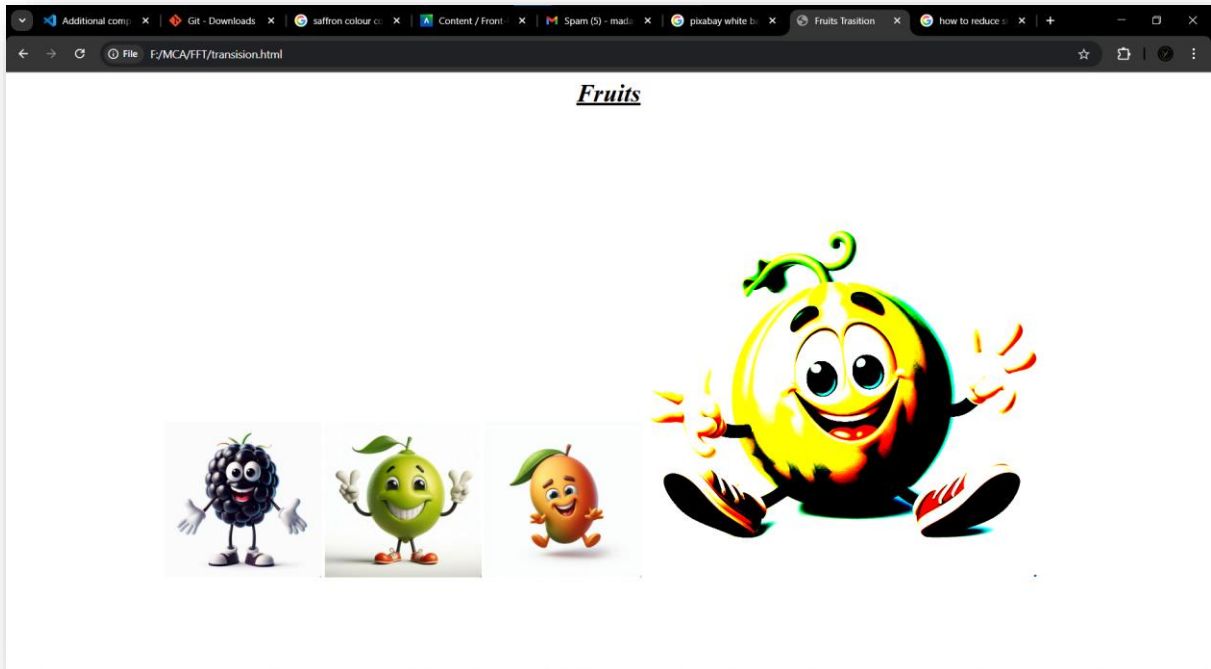 Additional comp
Git - Downloads
saffron colour co
Content / Front-
Spam (5) - mada
pixabay white ba
Fruits Trasition
how to reduce s
File F:/MCA/FFT/transision.html
Fruits